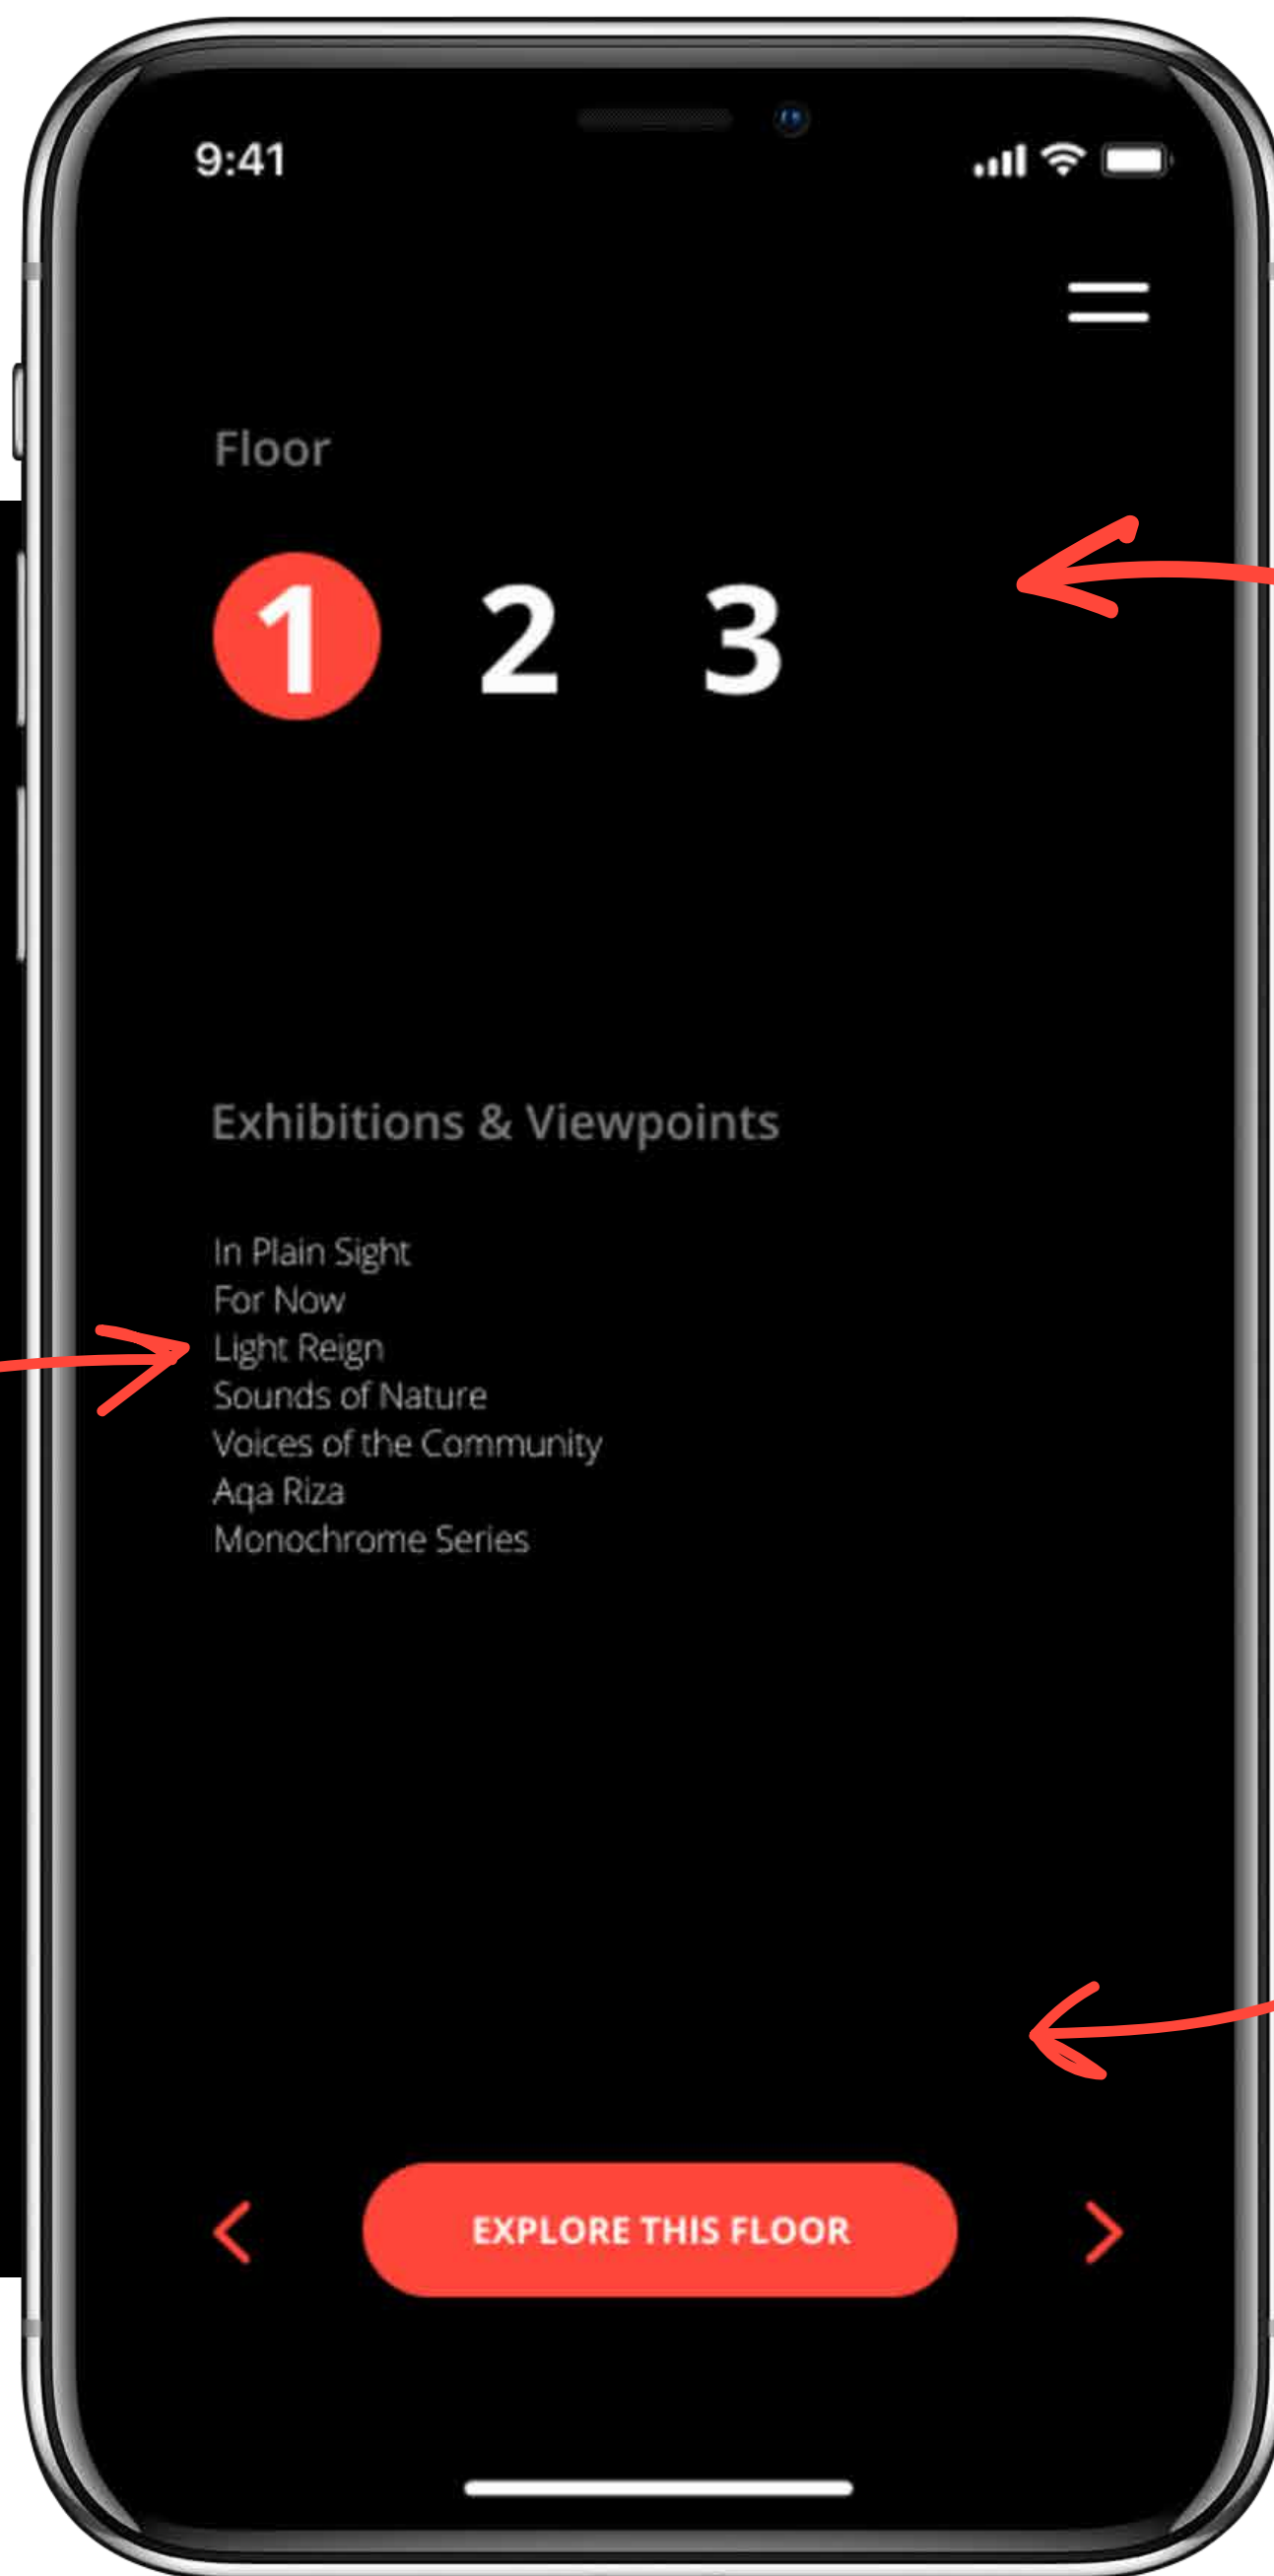 9:41
Floor
1 2 3
Exhibitions & Viewpoints
In Plain Sight
For Now
Light Reign
Sounds of Nature
Voices of the Community
Aqa Riza
Monochrome Series
EXPLORE THIS FLOOR